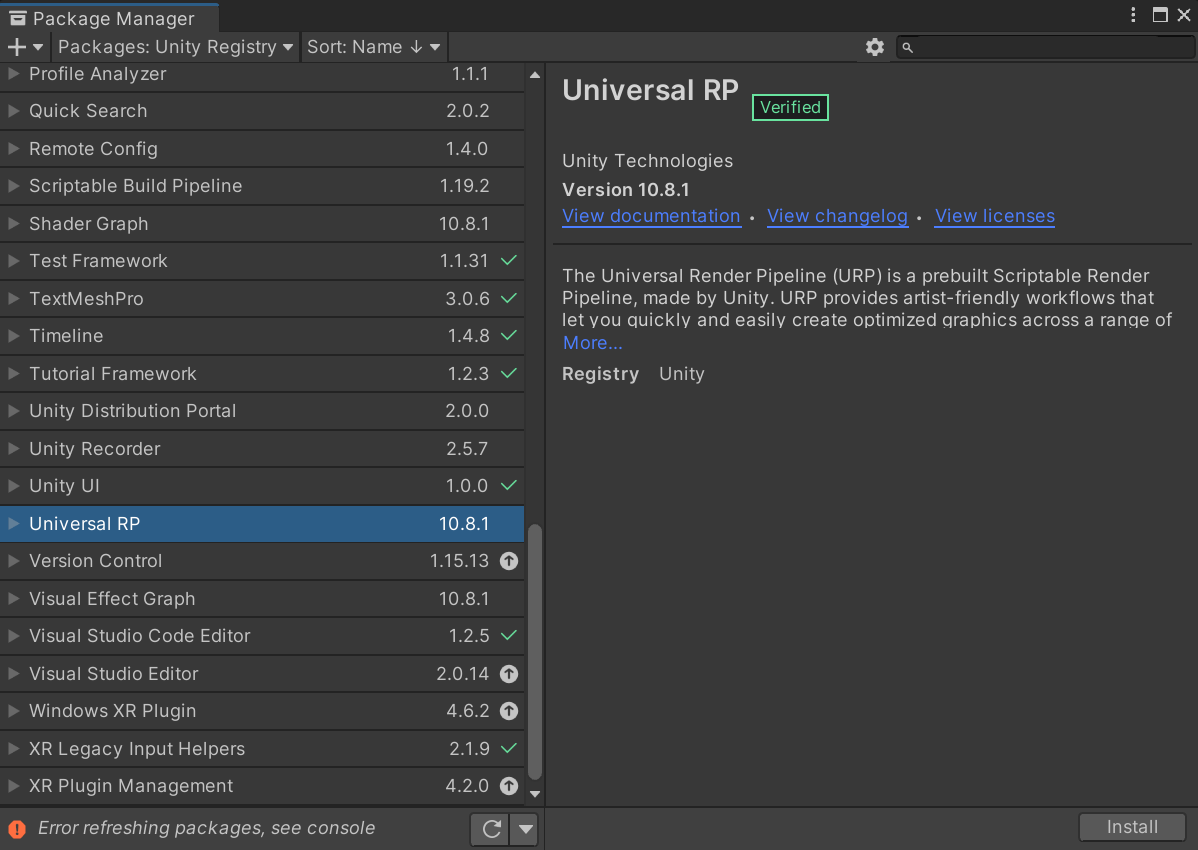 Package Manager
Packages: Unity Registry Sort: Name ↓
Profile Analyzer 1.1.1
Quick Search 2.0.2
Remote Config 1.4.0
Scriptable Build Pipeline 1.19.2
Shader Graph 10.8.1
Test Framework 1.1.31 ✓
TextMeshPro 3.0.6 ✓
Timeline 1.4.8 ✓
Tutorial Framework 1.2.3 ✓
Unity Distribution Portal 2.0.0
Unity Recorder 2.5.7
Unity UI 1.0.0 ✓
Universal RP 10.8.1
Version Control 1.15.13
Visual Effect Graph 10.8.1
Visual Studio Code Editor 1.2.5 ✓
Visual Studio Editor 2.0.14
Windows XR Plugin 4.6.2
XR Legacy Input Helpers 2.1.9 ✓
XR Plugin Management 4.2.0
Error refreshing packages, see console
Universal RP Verified
Unity Technologies
Version 10.8.1
View documentation • View changelog • View licenses
The Universal Render Pipeline (URP) is a prebuilt Scriptable Render
Pipeline, made by Unity. URP provides artist-friendly workflows that
let you quickly and easily create optimized graphics across a range of
More...
Registry Unity
Install